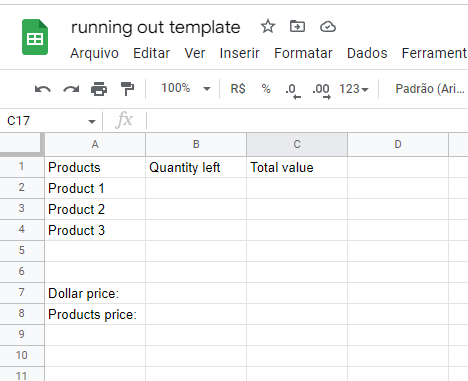 running out template
Arquivo Editar Ver Inserir Formatar Dados Ferrament
100% R$ % .0 .00 123 Padrão (Ari...
C17 fx
A B C D
1 Products Quantity left Total value
2 Product 1
3 Product 2
4 Product 3
5
6
7 Dollar price:
8 Products price:
9
10
11